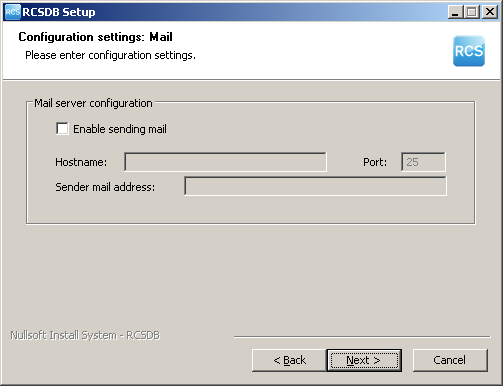 RCSDB Setup
Configuration settings: Mail
Please enter configuration settings.
RCS
Mail server configuration
Enable sending mail
Hostname: Port: 25
Sender mail address:
Nullsoft Install System - RCSDB
< Back Next > Cancel